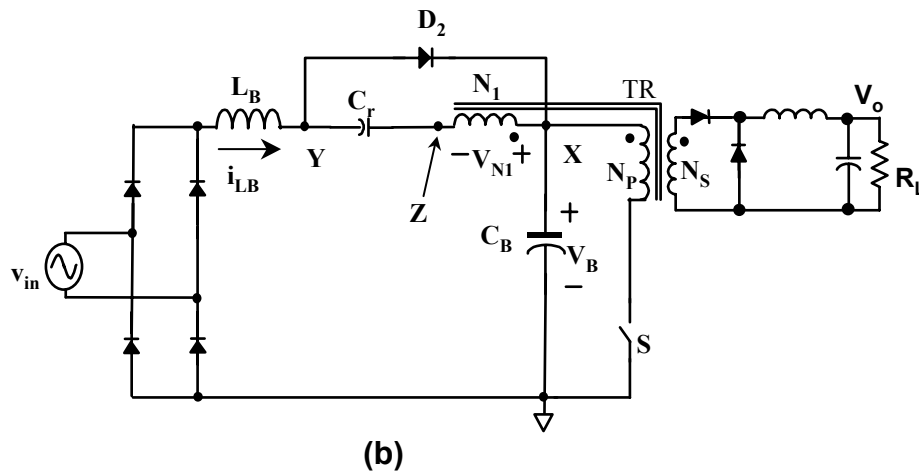 D2
LB
Cr
N1
TR
Vo
iLB
Y
−VN1+
X
NP
NS
RL
Z
+
CB
VB
−
vin
S
(b)